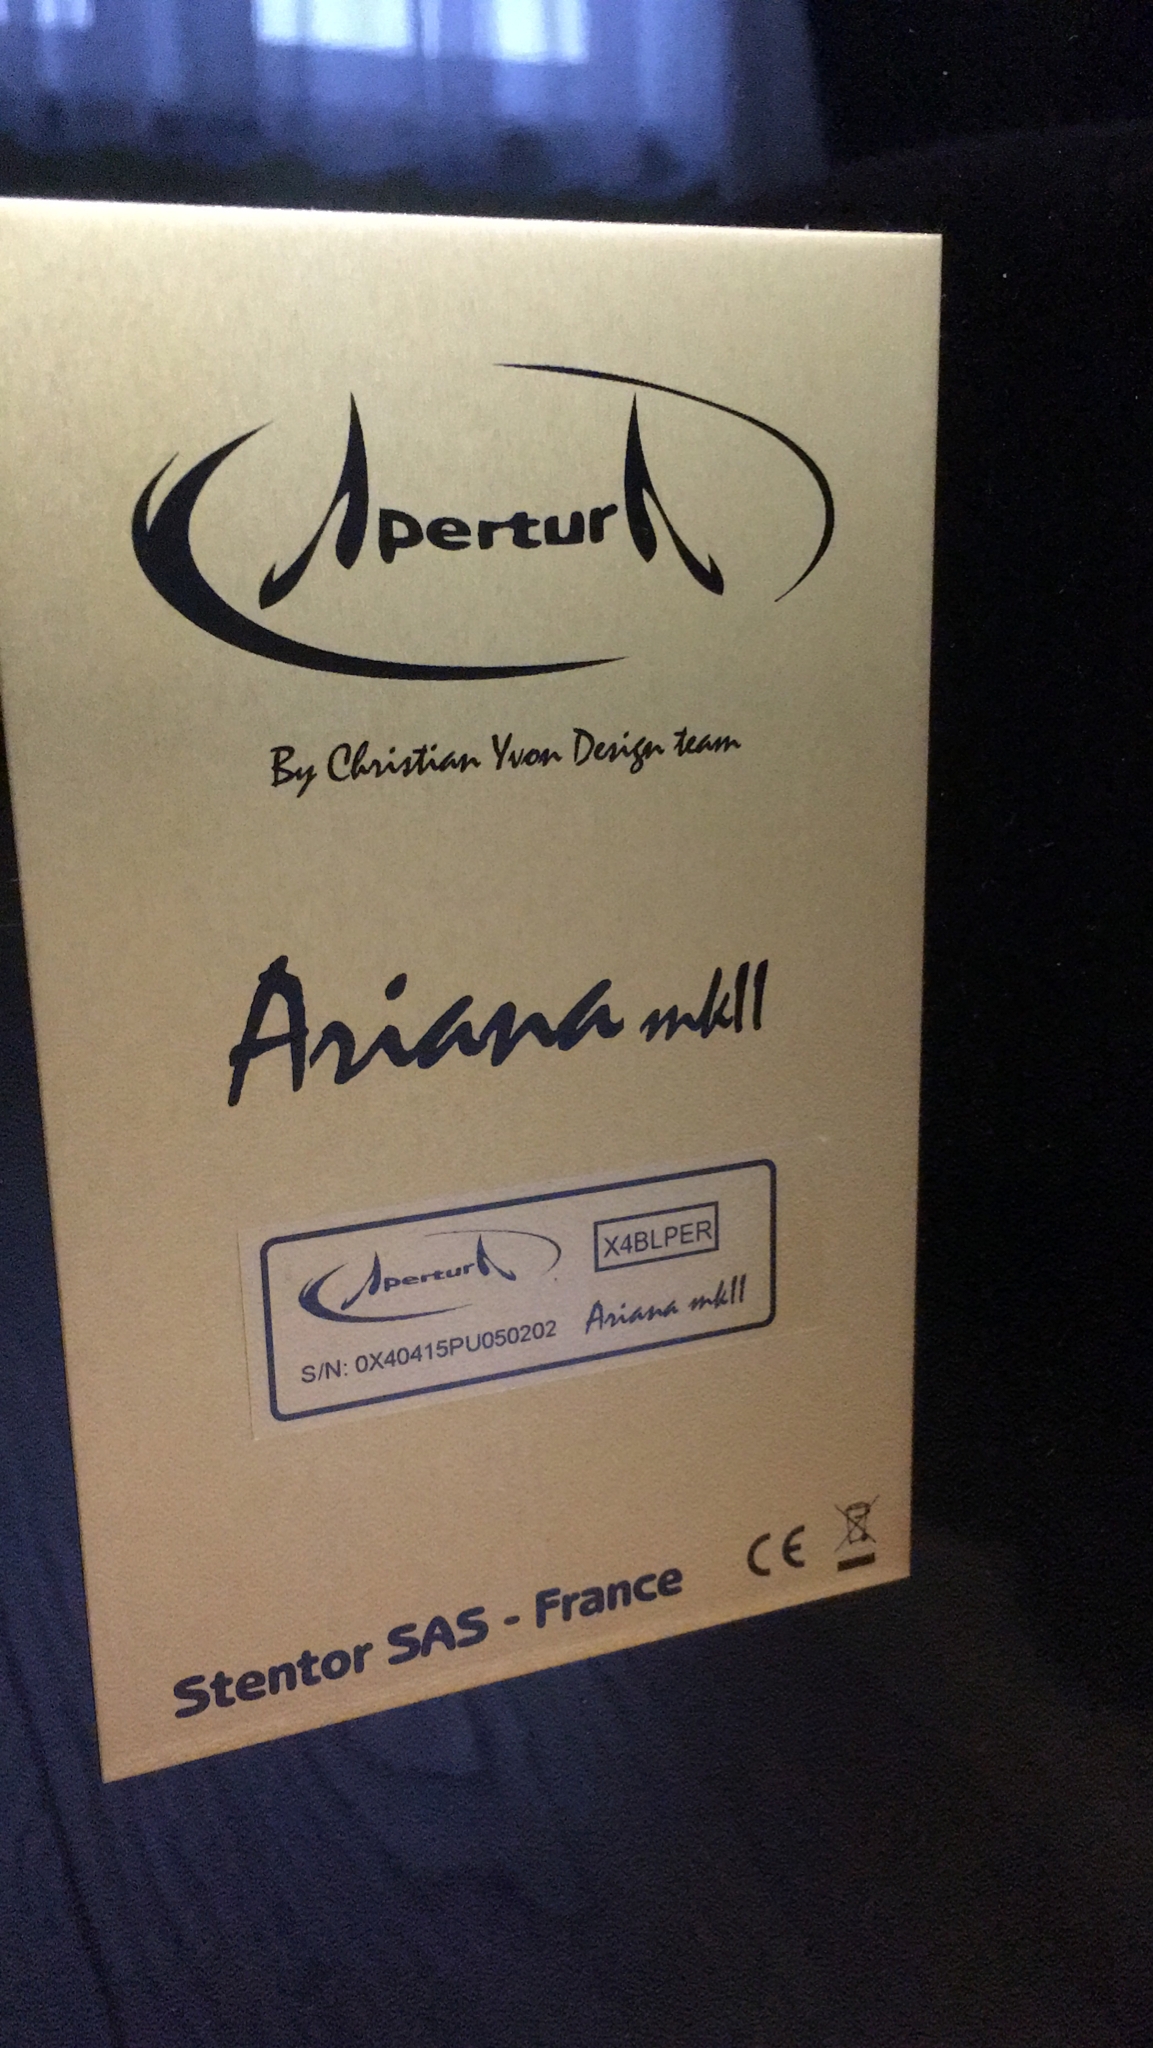 AperturA
By Christian Yvon Design team
Ariana mkII
AperturA
X4BLPER
S/N: 0X40415PU050202
Ariana mkII
Stentor SAS - France
CE